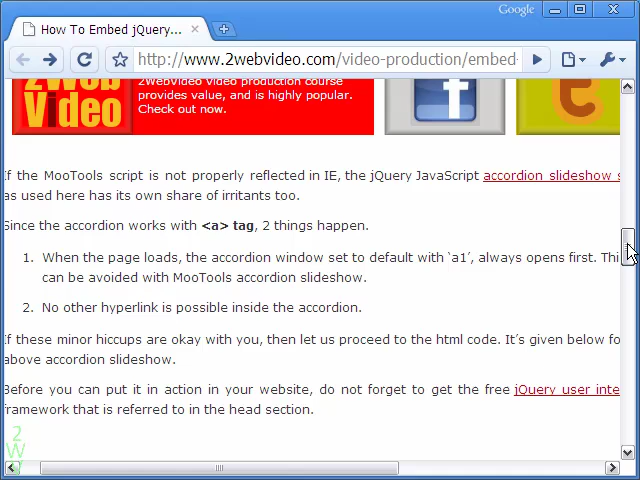 Google
How To Embed jQuery...
http://www.2webvideo.com/video-production/embed-
2Web
Video
2WebVideo video production course
provides value, and is highly popular.
Check out now.
f
If the MooTools script is not properly reflected in IE, the jQuery JavaScript accordion slideshow s
as used here has its own share of irritants too.
Since the accordion works with <a> tag, 2 things happen.
1. When the page loads, the accordion window set to default with `a1´, always opens first. Thi
can be avoided with MooTools accordion slideshow.
2. No other hyperlink is possible inside the accordion.
If these minor hiccups are okay with you, then let us proceed to the html code. It´s given below fo
above accordion slideshow.
Before you can put it in action in your website, do not forget to get the free jQuery user inte
framework that is referred to in the head section.
2
W